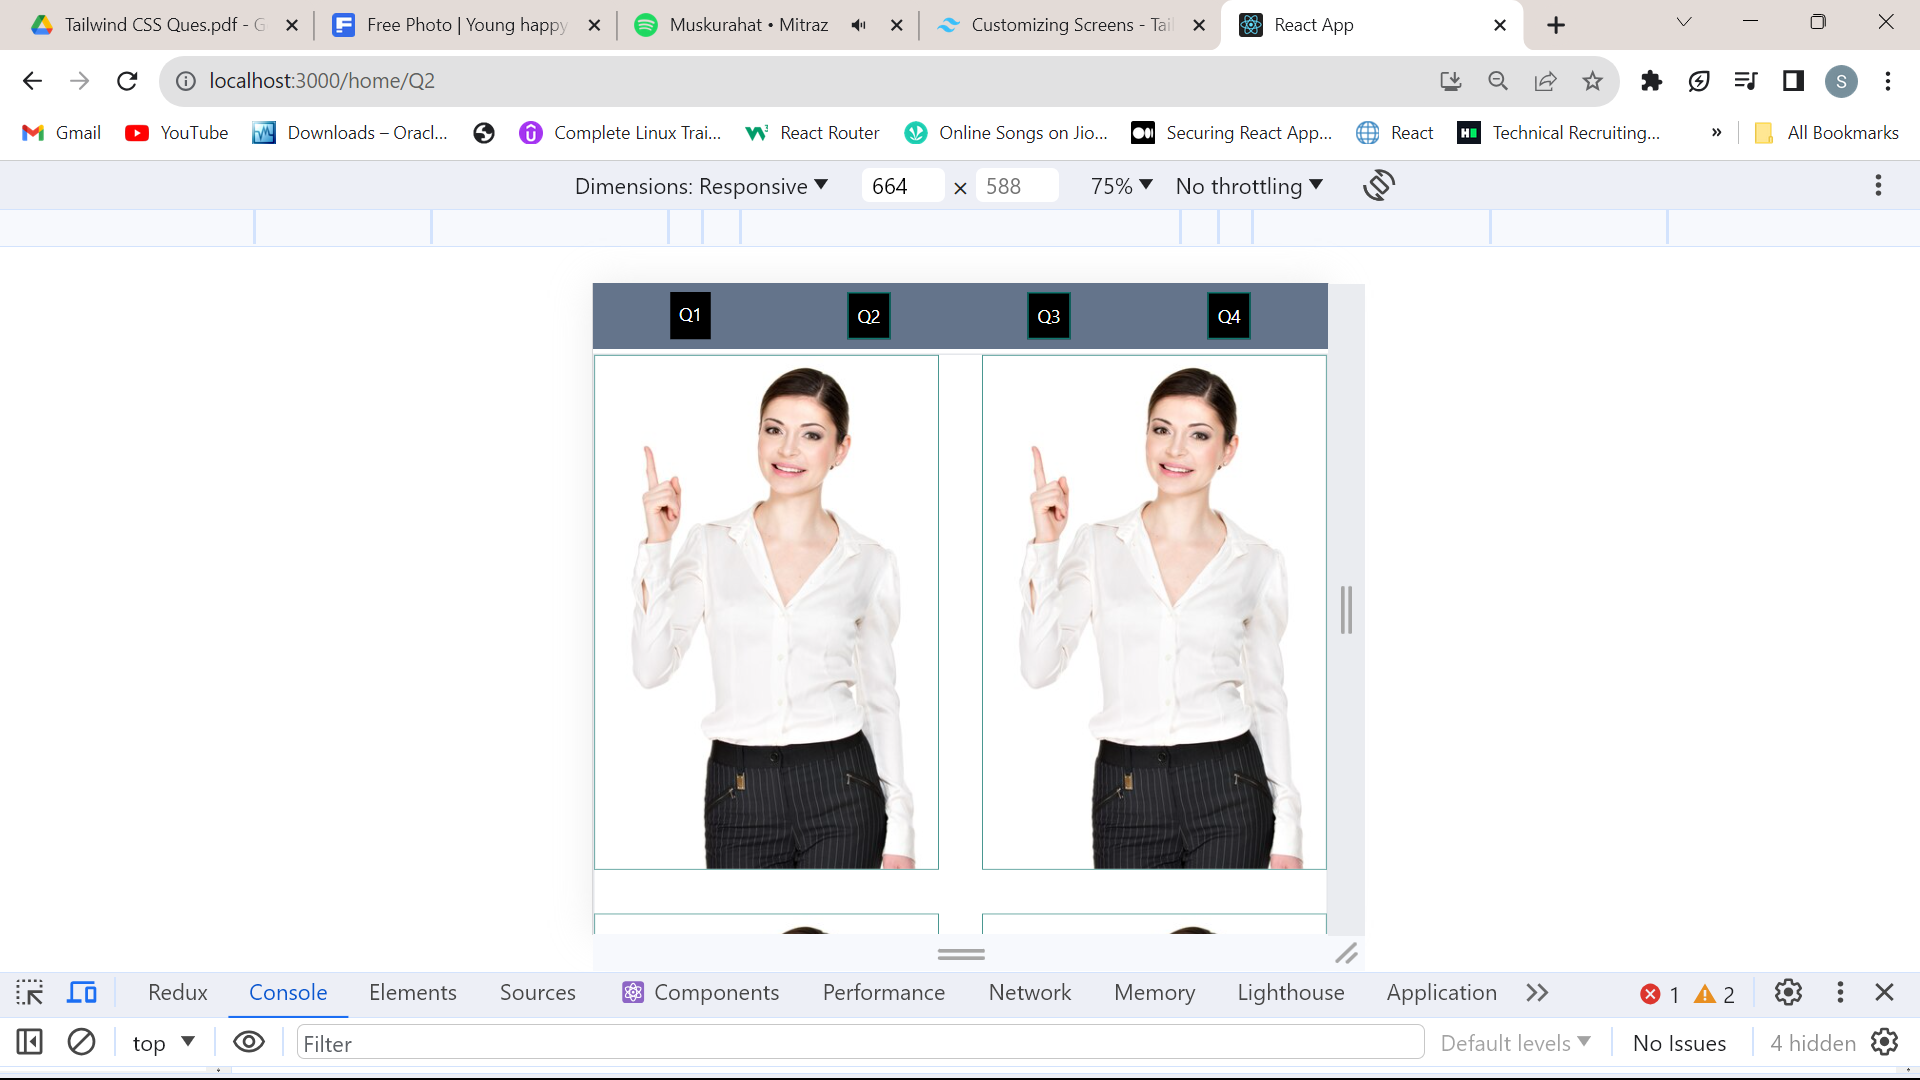 Tailwind CSS Ques.pdf - G
Free Photo | Young happy
Muskurahat • Mitraz
Customizing Screens - Tail
React App
localhost:3000/home/Q2
S
Gmail
YouTube
Downloads – Oracl...
Complete Linux Trai...
React Router
Online Songs on Jio...
Securing React App...
React
Technical Recruiting...
»
All Bookmarks
Dimensions: Responsive
664 × 588
75%
No throttling
Q1
Q2
Q3
Q4
Redux
Console
Elements
Sources
Components
Performance
Network
Memory
Lighthouse
Application
1
2
top
Filter
Default levels
No Issues
4 hidden